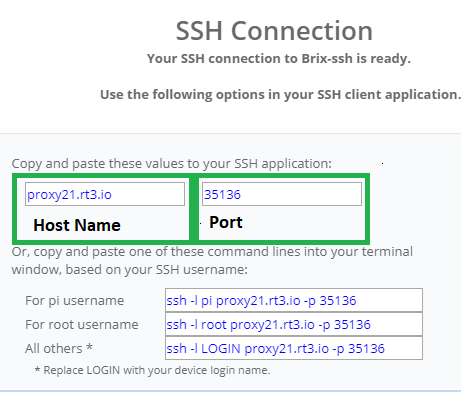 SSH Connection
Your SSH connection to Brix-ssh is ready.
Use the following options in your SSH client application.
Copy and paste these values to your SSH application:
proxy21.rt3.io 35136
Host Name Port
Or, copy and paste one of these command lines into your terminal
window, based on your SSH username:
For pi username ssh -l pi proxy21.rt3.io -p 35136
For root username ssh -l root proxy21.rt3.io -p 35136
All others * ssh -l LOGIN proxy21.rt3.io -p 35136
* Replace LOGIN with your device login name.